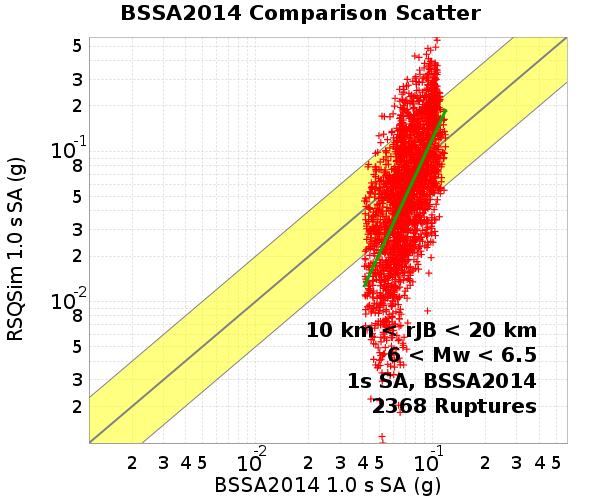 BSSA2014 Comparison Scatter
RSQSim 1.0 s SA (g)
5
3
2
10-1
8
5
3
2
10-2
8
5
3
2
10 km < rJB < 20 km
6 < Mw < 6.5
1s SA, BSSA2014
2368 Ruptures
2 3 4 5 10-2 2 3 4 5 10-1 2 3 4 5
BSSA2014 1.0 s SA (g)